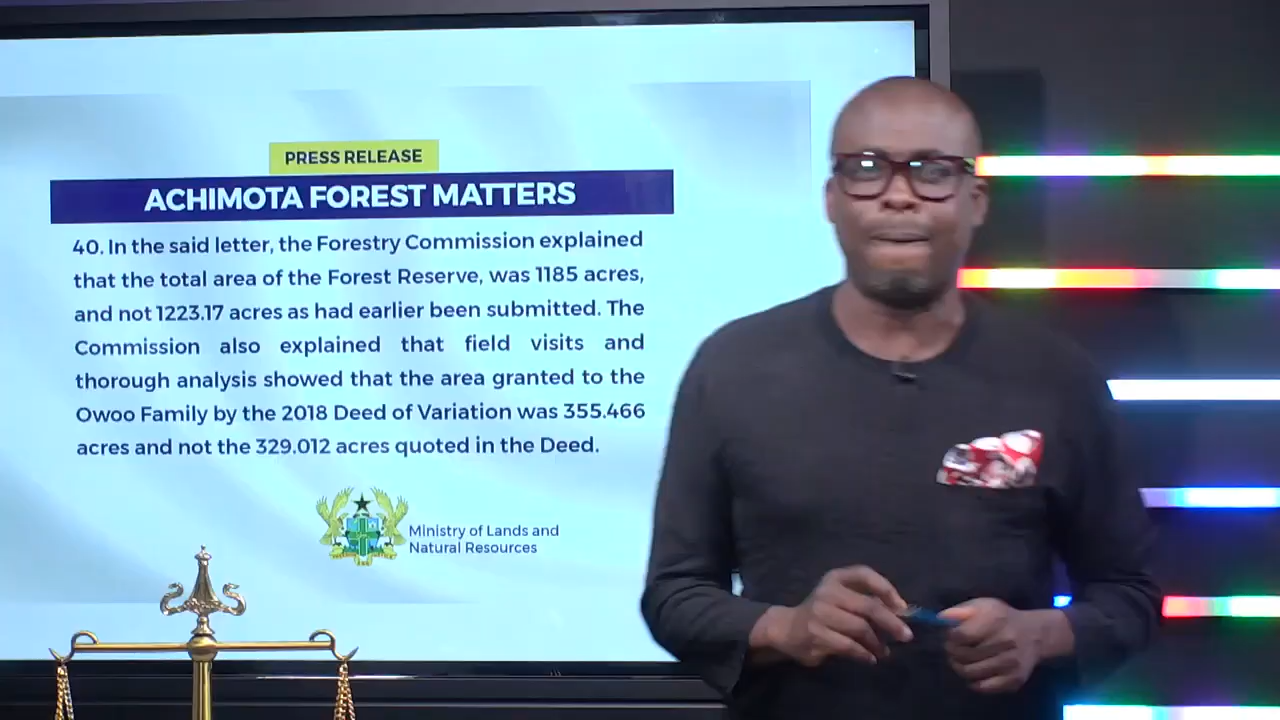 PRESS RELEASE
ACHIMOTA FOREST MATTERS
40. In the said letter, the Forestry Commission explained
that the total area of the Forest Reserve, was 1185 acres,
and not 1223.17 acres as had earlier been submitted. The
Commission also explained that field visits and
thorough analysis showed that the area granted to the
Owoo Family by the 2018 Deed of Variation was 355.466
acres and not the 329.012 acres quoted in the Deed.
Ministry of Lands and
Natural Resources